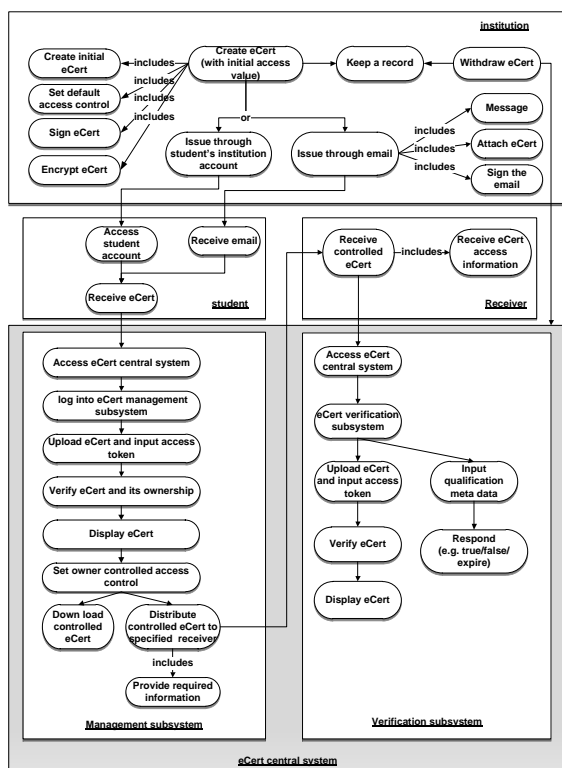 institution
Create initial
eCert
includes
Create eCert
(with initial access
value)
Keep a record
Withdraw eCert
Set default
access control
includes
includes
Sign eCert
includes
Encrypt eCert
or
Issue through
student's institution
account
Issue through email
includes
Message
includes
Attach eCert
includes
Sign the
email
Access
student
account
Receive email
Receive eCert
student
Receive
controlled
eCert
includes
Receive eCert
access
information
Receiver
Access eCert central system
log into eCert management
subsystem
Upload eCert and input access
token
Verify eCert and its ownership
Display eCert
Set owner controlled access
control
Down load
controlled
eCert
Distribute
controlled eCert to
specified receiver
includes
Provide required
information
Management subsystem
Access eCert
central system
eCert verification
subsystem
Upload eCert
and input access
token
Input
qualification
meta data
Verify eCert
Respond
(e.g. true/false/
expire)
Display eCert
Verification subsystem
eCert central system